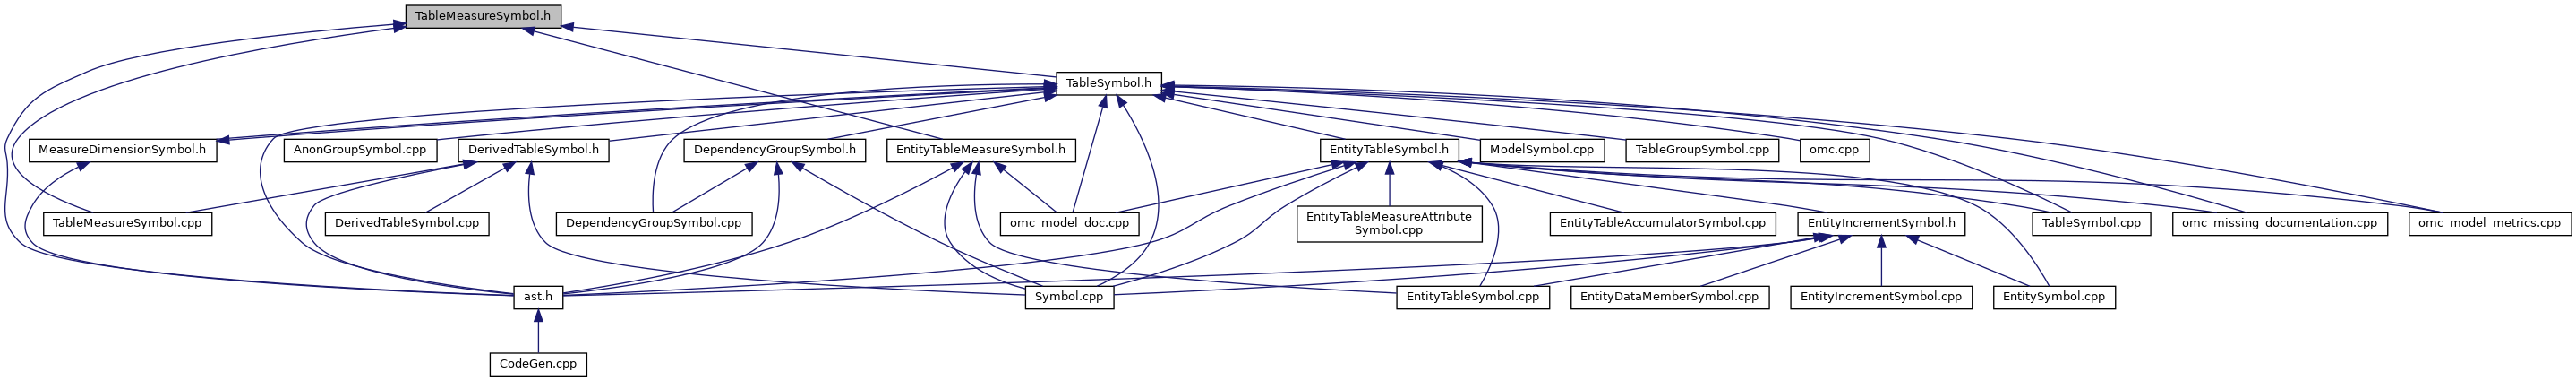 TableMeasureSymbol.h
TableSymbol.h
MeasureDimensionSymbol.h
AnonGroupSymbol.cpp
DerivedTableSymbol.h
DependencyGroupSymbol.h
EntityTableMeasureSymbol.h
EntityTableSymbol.h
ModelSymbol.cpp
TableGroupSymbol.cpp
omc.cpp
TableMeasureSymbol.cpp
DerivedTableSymbol.cpp
DependencyGroupSymbol.cpp
omc_model_doc.cpp
EntityTableMeasureAttribute
Symbol.cpp
EntityTableAccumulatorSymbol.cpp
EntityIncrementSymbol.h
TableSymbol.cpp
omc_missing_documentation.cpp
omc_model_metrics.cpp
ast.h
Symbol.cpp
EntityTableSymbol.cpp
EntityDataMemberSymbol.cpp
EntityIncrementSymbol.cpp
EntitySymbol.cpp
CodeGen.cpp